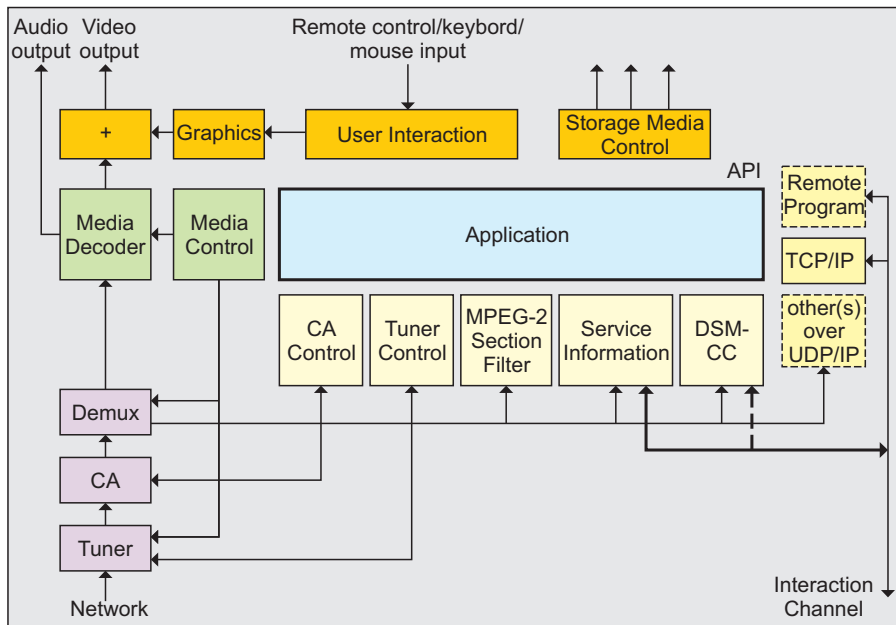 Audio
output
Video
output
Remote control/keybord/
mouse input
+
Graphics
User Interaction
Storage Media
Control
API
Media
Decoder
Media
Control
Application
Remote
Program
TCP/IP
CA
Control
Tuner
Control
MPEG-2
Section
Filter
Service
Information
DSM-
CC
other(s)
over
UDP/IP
Demux
CA
Tuner
Network
Interaction
Channel